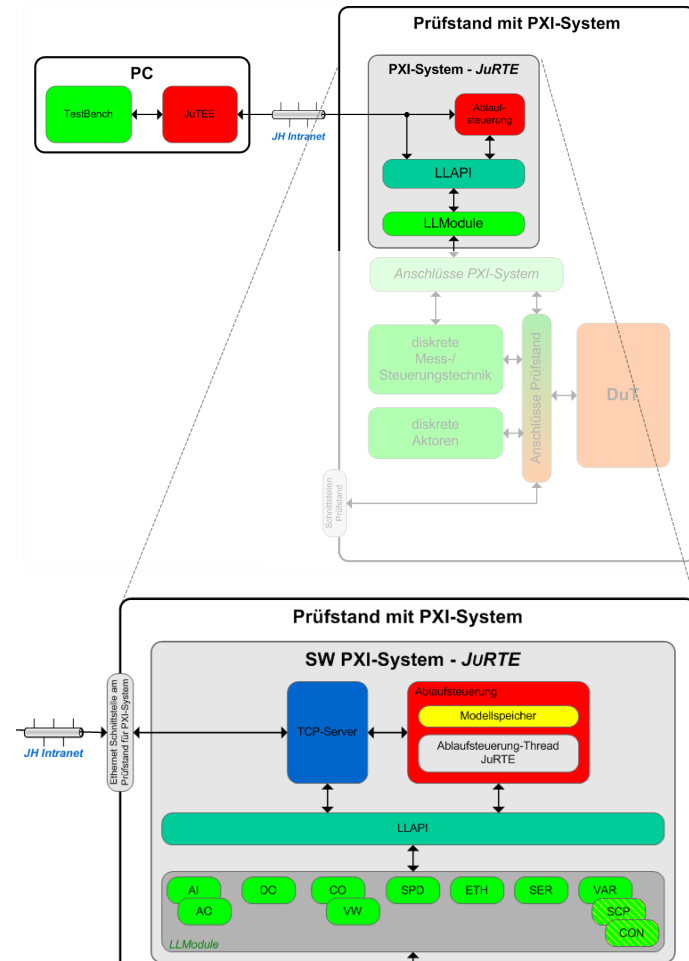 Prüfstand mit PXI-System
PC
TestBench
JuTEE
JH Intranet
PXI-System - JuRTE
Ablauf-
steuerung
LLAPI
LLModule
Anschlüsse PXI-System
diskrete
Mess-/
Steuerungstechnik
diskrete
Aktoren
Anschlüsse Prüfstand
DuT
Schnittstellen
Prüfstand
Prüfstand mit PXI-System
SW PXI-System - JuRTE
Ethernet Schnittstelle am
Prüfstand für PXI-System
JH Intranet
TCP-Server
Ablaufsteuerung
Modellspeicher
Ablaufsteuerung-Thread
JuRTE
LLAPI
AI
AO
DO
CO
VW
SPD
ETH
SER
VAR
SCP
CON
LLModule